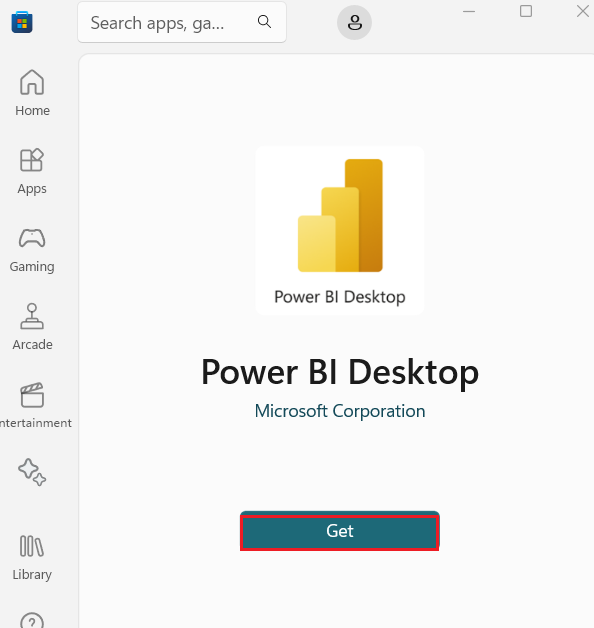 Search apps, ga...
Home
Apps
Gaming
Arcade
ntertainment
Library
Power BI Desktop
Power BI Desktop
Microsoft Corporation
Get